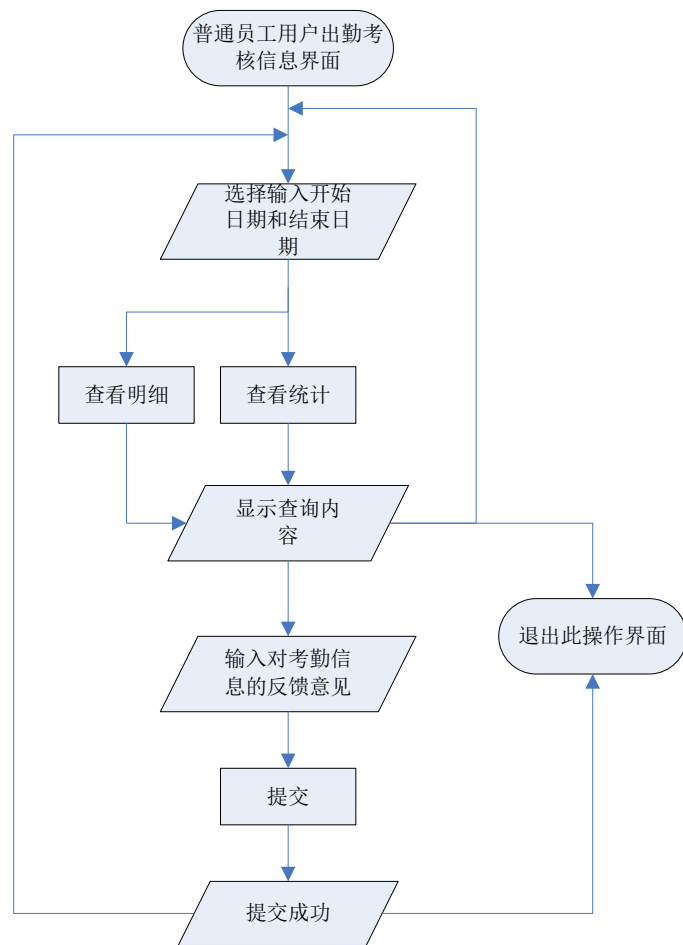 普通员工用户出勤考
核信息界面
选择输入开始
日期和结束日
期
查看明细
查看统计
显示查询内
容
退出此操作界面
输入对考勤信
息的反馈意见
提交
提交成功